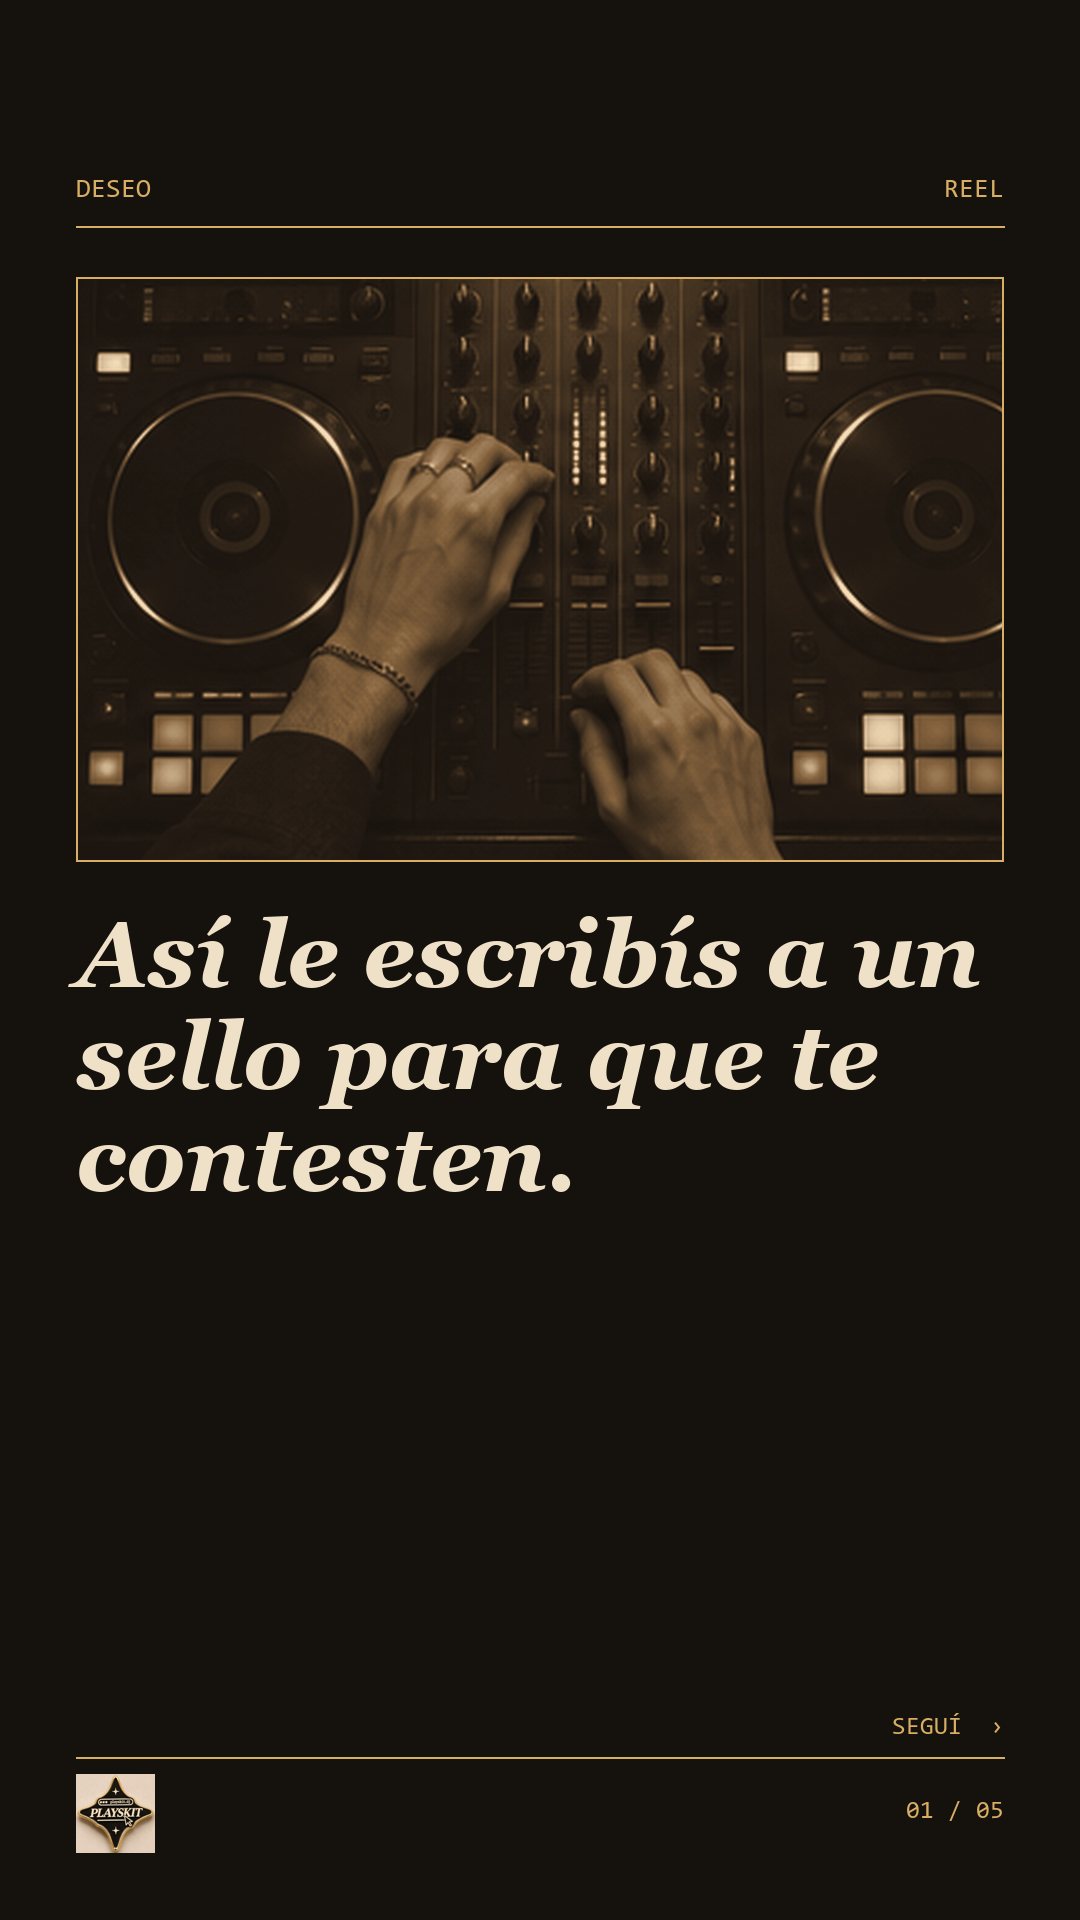 DESEO
REEL
Así le escribís a un
sello para que te
contesten.
SEGUÍ ›
PLAYSKIT
01 / 05